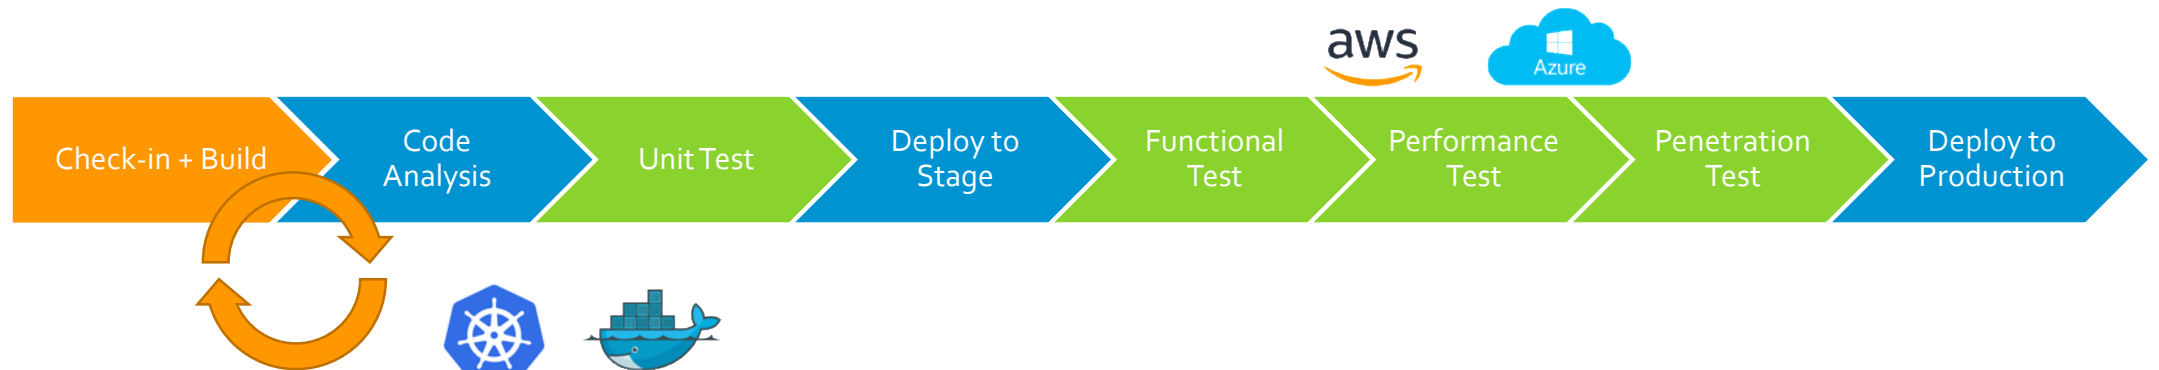 aws
Azure
Check-in + Build
Code
Analysis
Unit Test
Deploy to
Stage
Functional
Test
Performance
Test
Penetration
Test
Deploy to
Production